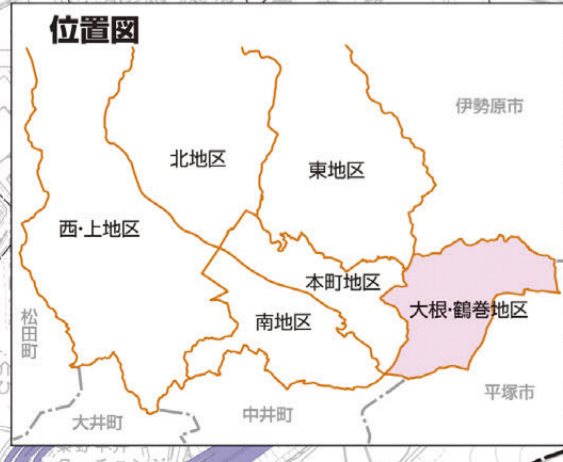 位置図
伊勢原市
北地区
東地区
西・上地区
本町地区
大根・鶴巻地区
南地区
松田町
平塚市
中井町
大井町